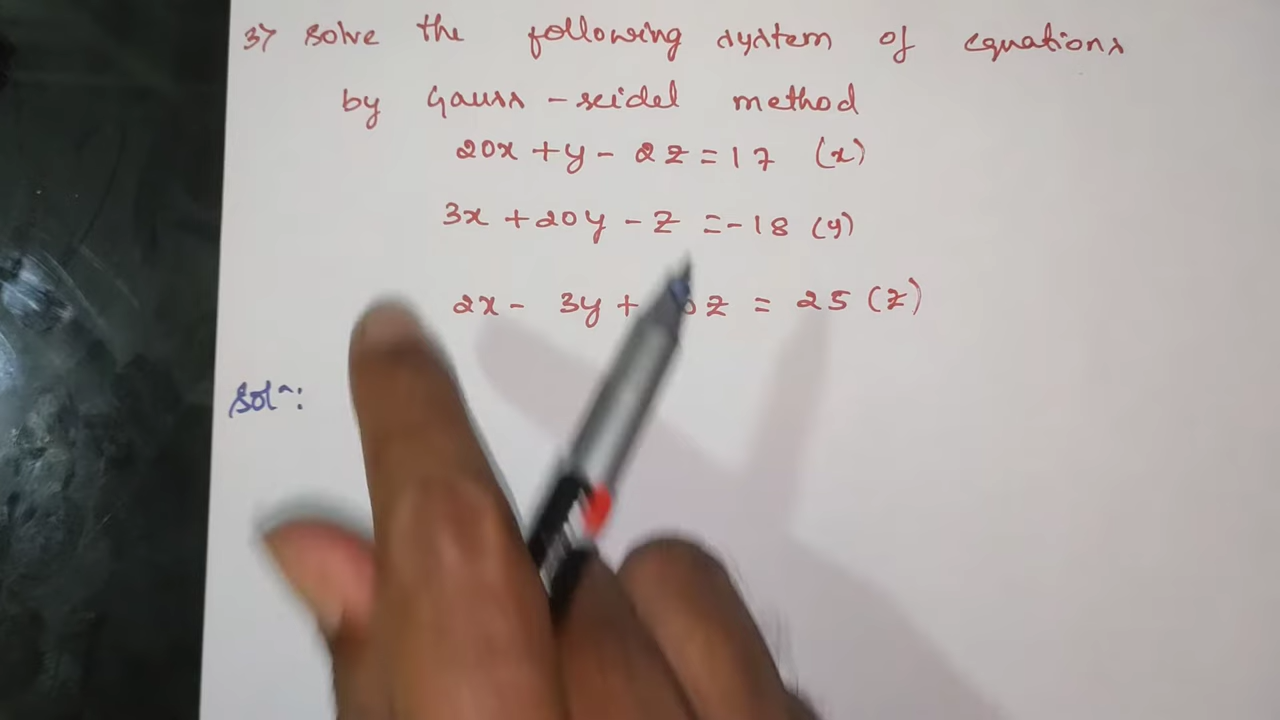 3> solve the following system of equations
by Gauss-seidel method
20x + y - 2z = 17 (x)
3x + 20y - z = -18 (y)
2x - 3y + 0z = 25 (z)
Sol~: